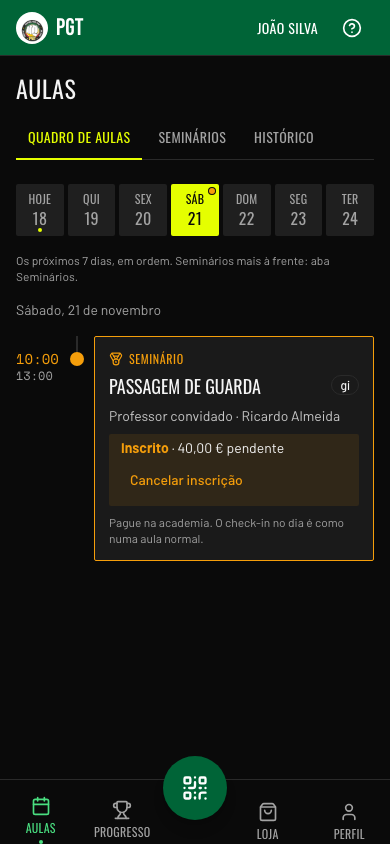 PGT
JOÃO SILVA
AULAS
QUADRO DE AULAS
SEMINÁRIOS
HISTÓRICO
HOJE
18
QUI
19
SEX
20
SÁB
21
DOM
22
SEG
23
TER
24
Os próximos 7 dias, em ordem. Seminários mais à frente: aba
Seminários.
Sábado, 21 de novembro
10:00
13:00
SEMINÁRIO
PASSAGEM DE GUARDA
gi
Professor convidado · Ricardo Almeida
Inscrito · 40,00 € pendente
Cancelar inscrição
Pague na academia. O check-in no dia é como
numa aula normal.
AULAS
PROGRESSO
LOJA
PERFIL